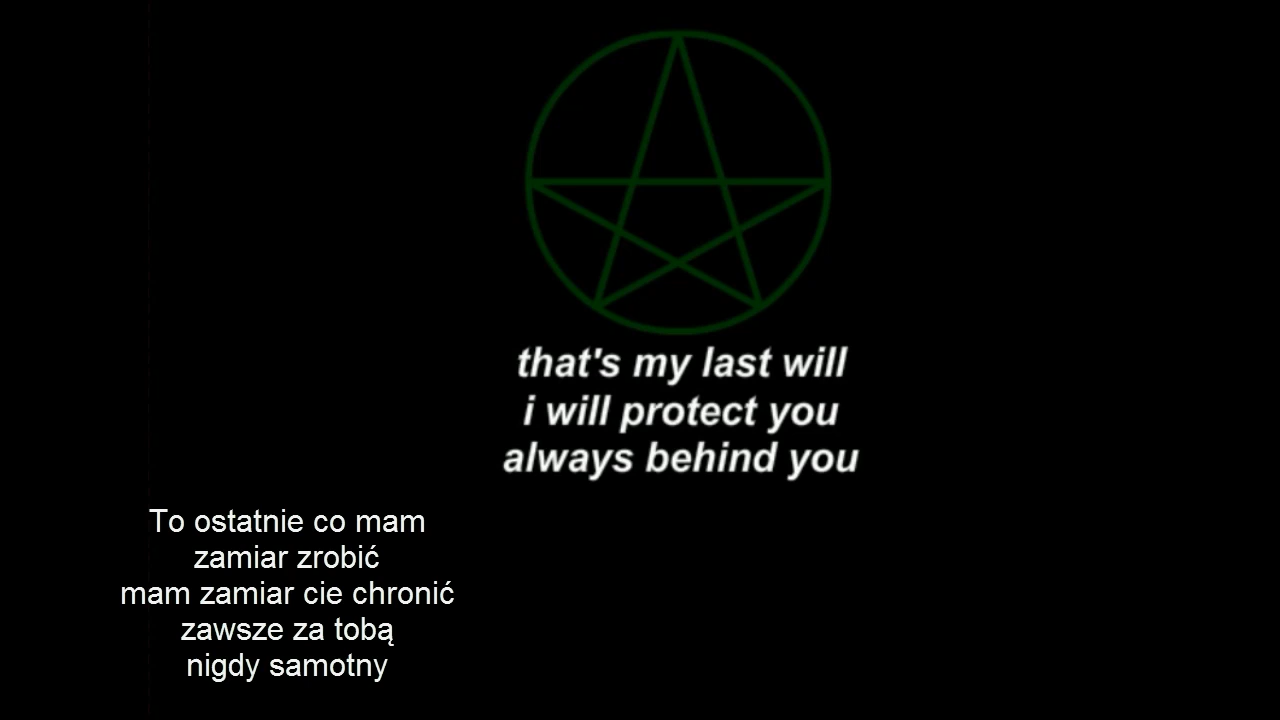 that's my last will
i will protect you
always behind you
To ostatnie co mam
zamiar zrobić
mam zamiar cie chronić
zawsze za tobą
nigdy samotny